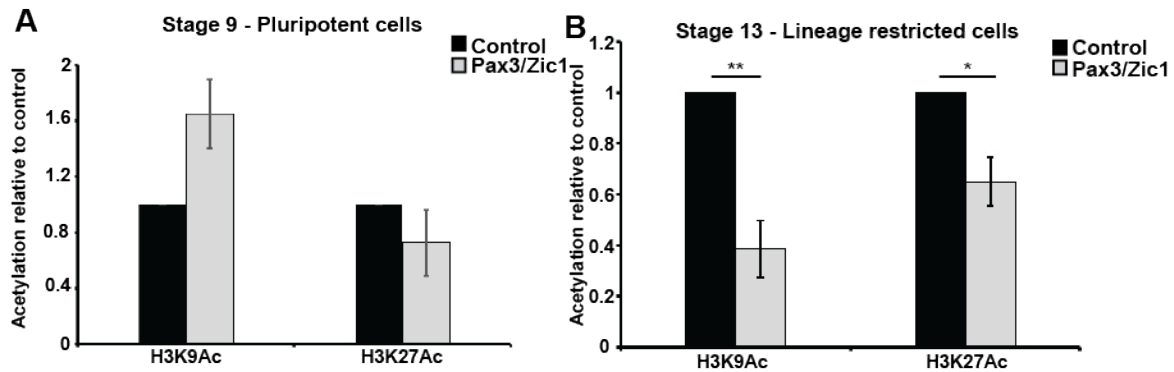 A
Stage 9 - Pluripotent cells
Control
Pax3/Zic1
Acetylation relative to control
2
1.6
1.2
0.8
0.4
0
H3K9Ac
H3K27Ac
B
Stage 13 - Lineage restricted cells
Control
Pax3/Zic1
Acetylation relative to control
1.2
1
0.8
0.6
0.4
0.2
0
**
*
H3K9Ac
H3K27Ac